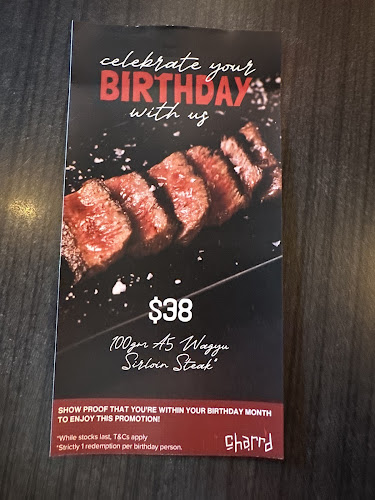 celebrate your
BIRTHDAY
with us
$38
100gm A5 Wagyu
Sirloin Steak*
SHOW PROOF THAT YOU'RE WITHIN YOUR BIRTHDAY MONTH
TO ENJOY THIS PROMOTION!
*While stocks last, T&Cs apply
*Strictly 1 redemption per birthday person.
Charrd